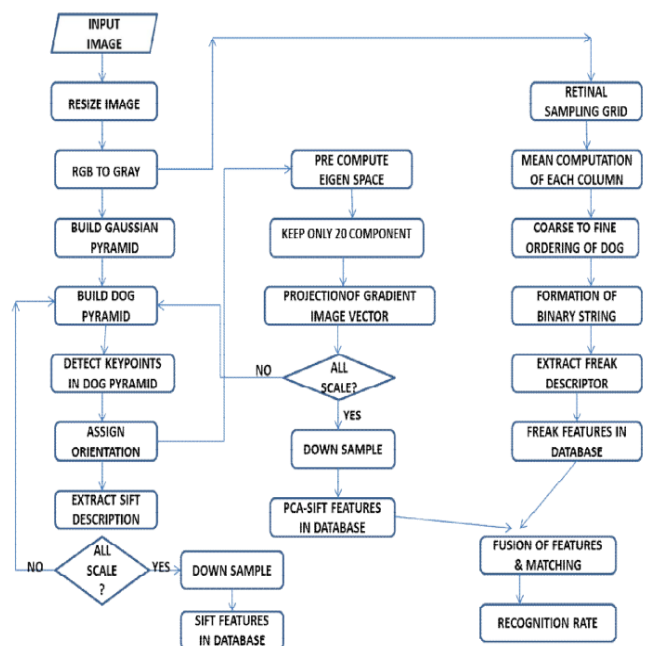 INPUT
IMAGE
RESIZE IMAGE
RGB TO GRAY
BUILD GAUSSIAN
PYRAMID
BUILD DOG
PYRAMID
DETECT KEYPOINTS
IN DOG PYRAMID
ASSIGN
ORIENTATION
EXTRACT SIFT
DESCRIPTION
NO
ALL
SCALE
?
YES
DOWN SAMPLE
SIFT FEATURES
IN DATABASE
PRE COMPUTE
EIGEN SPACE
KEEP ONLY 20 COMPONENT
PROJECTIONOF GRADIENT
IMAGE VECTOR
NO
ALL
SCALE?
YES
DOWN SAMPLE
PCA-SIFT FEATURES
IN DATABASE
RETINAL
SAMPLING GRID
MEAN COMPUTATION
OF EACH COLUMN
COARSE TO FINE
ORDERING OF DOG
FORMATION OF
BINARY STRING
EXTRACT FREAK
DESCRIPTOR
FREAK FEATURES IN
DATABASE
FUSION OF FEATURES
& MATCHING
RECOGNITION RATE